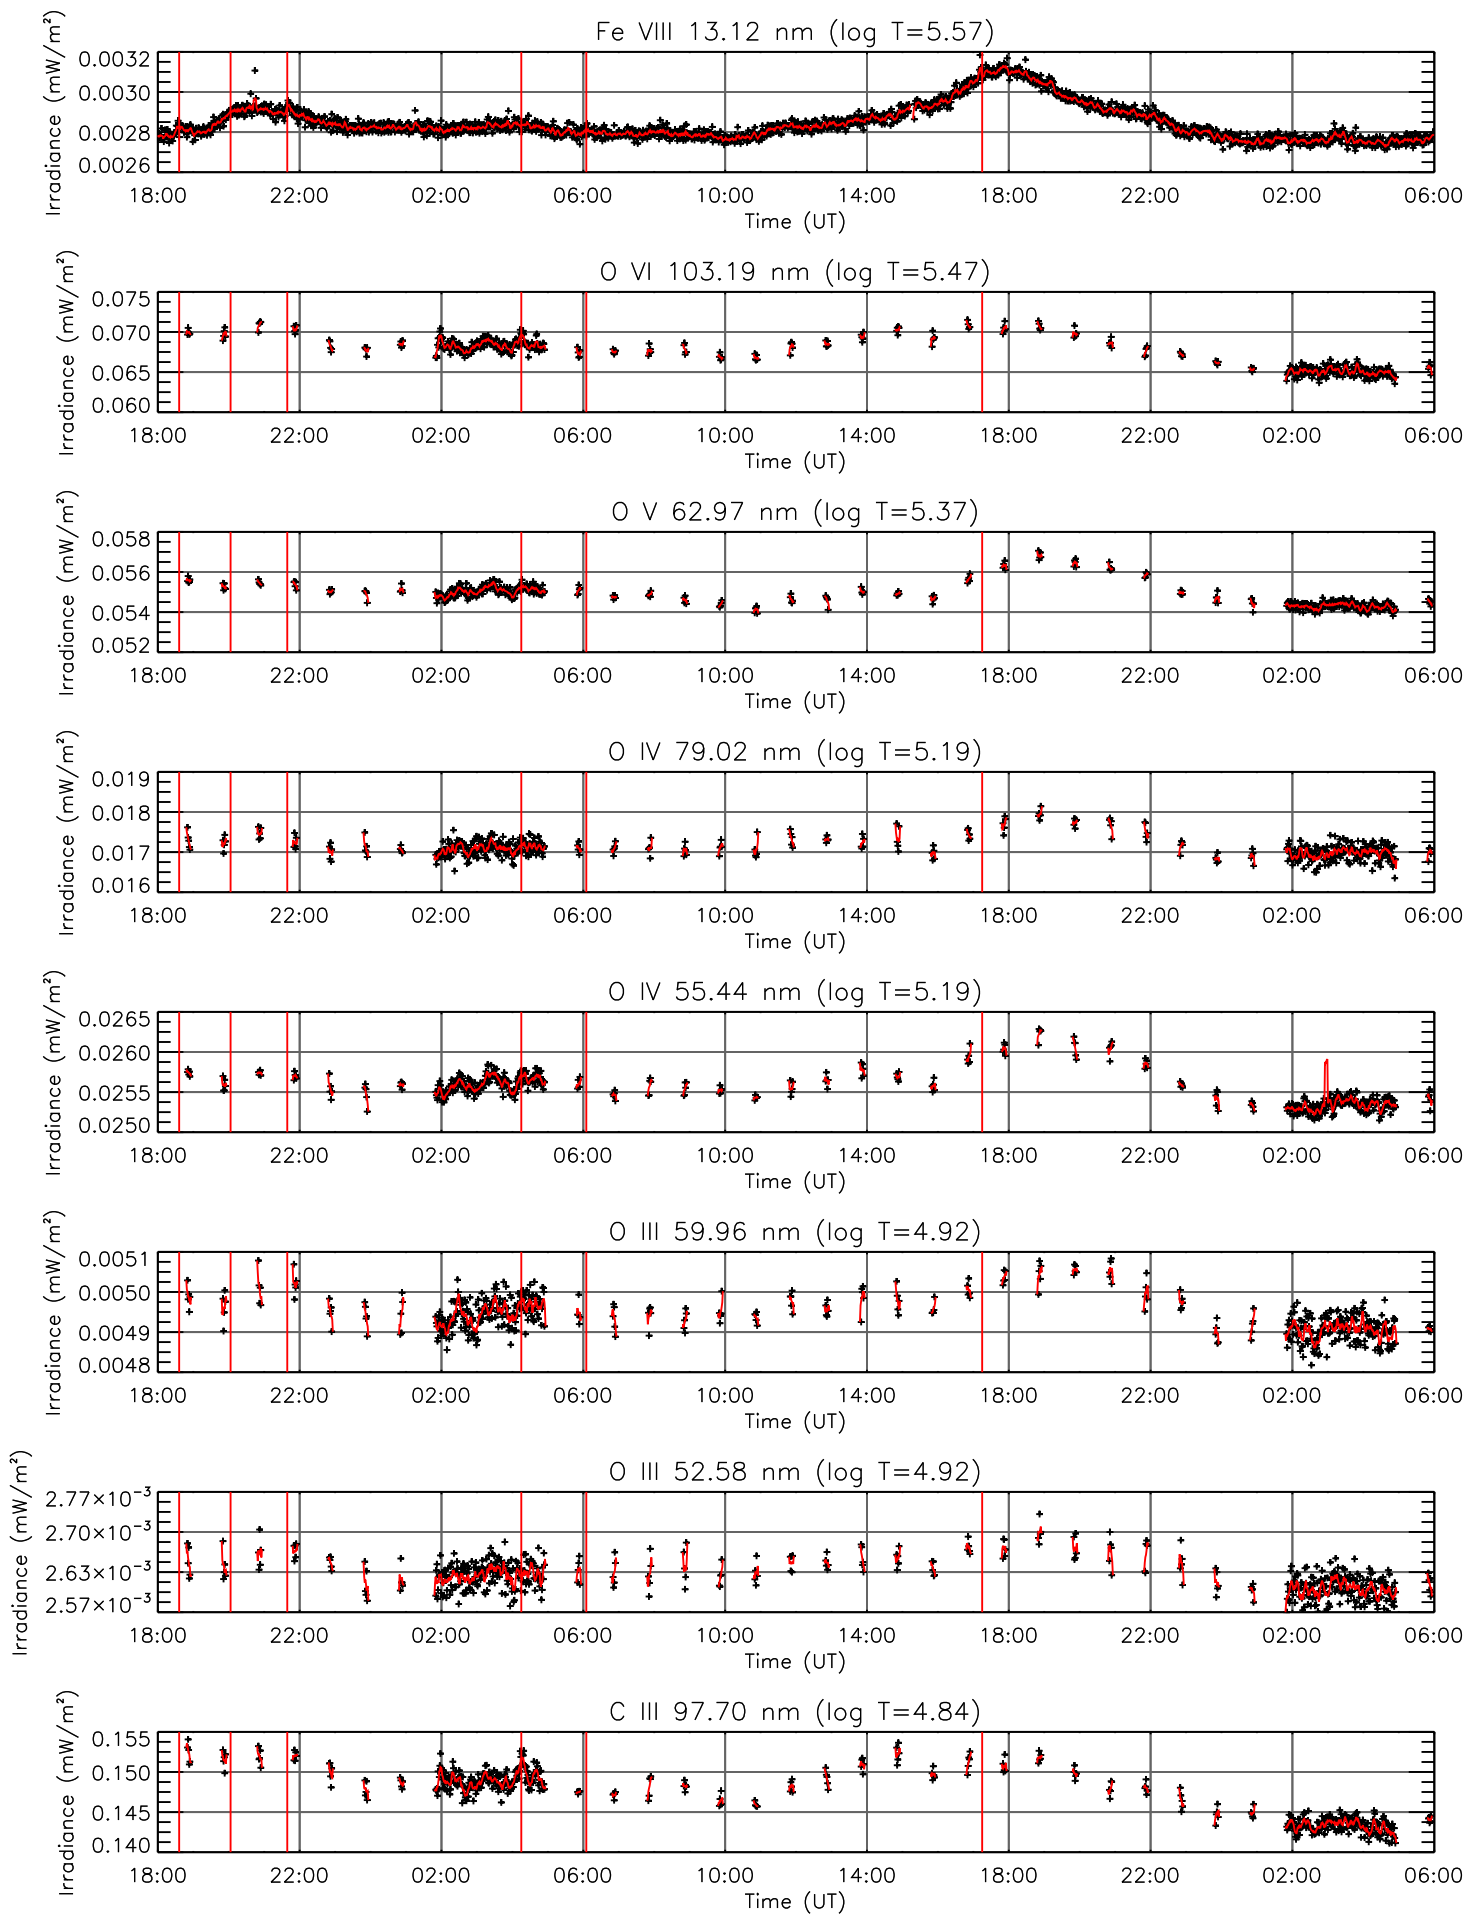 Fe VIII 13.12 nm (log T=5.57)
Irradiance (mW/m²)
0.0032
0.0030
0.0028
0.0026
18:00 22:00 02:00 06:00 10:00 14:00 18:00 22:00 02:00 06:00
Time (UT)
O VI 103.19 nm (log T=5.47)
Irradiance (mW/m²)
0.075
0.070
0.065
0.060
18:00 22:00 02:00 06:00 10:00 14:00 18:00 22:00 02:00 06:00
Time (UT)
O V 62.97 nm (log T=5.37)
Irradiance (mW/m²)
0.058
0.056
0.054
0.052
18:00 22:00 02:00 06:00 10:00 14:00 18:00 22:00 02:00 06:00
Time (UT)
O IV 79.02 nm (log T=5.19)
Irradiance (mW/m²)
0.019
0.018
0.017
0.016
18:00 22:00 02:00 06:00 10:00 14:00 18:00 22:00 02:00 06:00
Time (UT)
O IV 55.44 nm (log T=5.19)
Irradiance (mW/m²)
0.0265
0.0260
0.0255
0.0250
18:00 22:00 02:00 06:00 10:00 14:00 18:00 22:00 02:00 06:00
Time (UT)
O III 59.96 nm (log T=4.92)
Irradiance (mW/m²)
0.0051
0.0050
0.0049
0.0048
18:00 22:00 02:00 06:00 10:00 14:00 18:00 22:00 02:00 06:00
Time (UT)
O III 52.58 nm (log T=4.92)
Irradiance (mW/m²)
2.77×10⁻³
2.70×10⁻³
2.63×10⁻³
2.57×10⁻³
18:00 22:00 02:00 06:00 10:00 14:00 18:00 22:00 02:00 06:00
Time (UT)
C III 97.70 nm (log T=4.84)
Irradiance (mW/m²)
0.155
0.150
0.145
0.140
18:00 22:00 02:00 06:00 10:00 14:00 18:00 22:00 02:00 06:00
Time (UT)